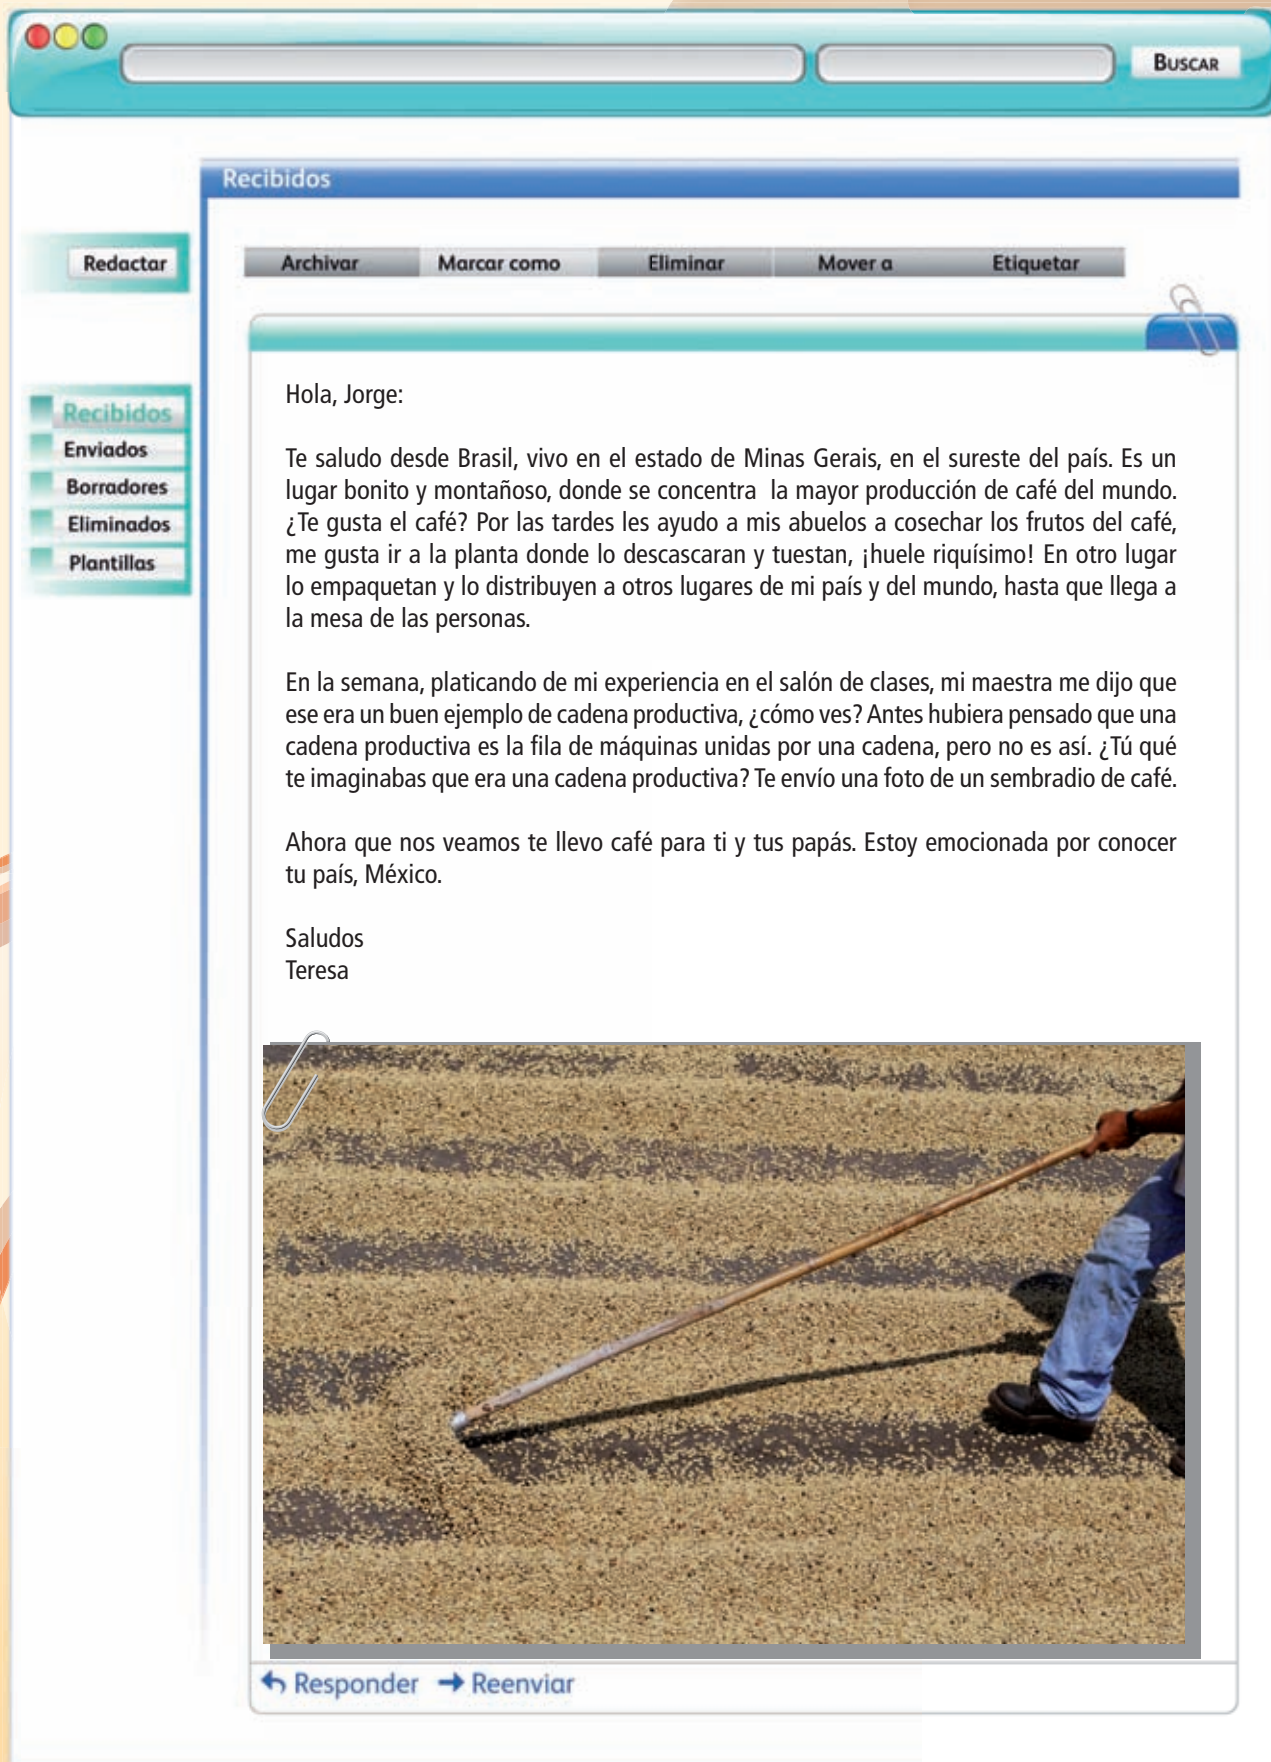 BUSCAR
Recibidos
Redactar
Archivar Marcar como Eliminar Mover a Etiquetar
Recibidos
Enviados
Borradores
Eliminados
Plantillas
Hola, Jorge:
Te saludo desde Brasil, vivo en el estado de Minas Gerais, en el sureste del país. Es un
lugar bonito y montañoso, donde se concentra la mayor producción de café del mundo.
¿Te gusta el café? Por las tardes les ayudo a mis abuelos a cosechar los frutos del café,
me gusta ir a la planta donde lo descascaran y tuestan, ¡huele riquísimo! En otro lugar
lo empaquetan y lo distribuyen a otros lugares de mi país y del mundo, hasta que llega a
la mesa de las personas.
En la semana, platicando de mi experiencia en el salón de clases, mi maestra me dijo que
ese era un buen ejemplo de cadena productiva, ¿cómo ves? Antes hubiera pensado que una
cadena productiva es la fila de máquinas unidas por una cadena, pero no es así. ¿Tú qué
te imaginabas que era una cadena productiva? Te envío una foto de un sembradio de café.
Ahora que nos veamos te llevo café para ti y tus papás. Estoy emocionada por conocer
tu país, México.
Saludos
Teresa
Responder Reenviar